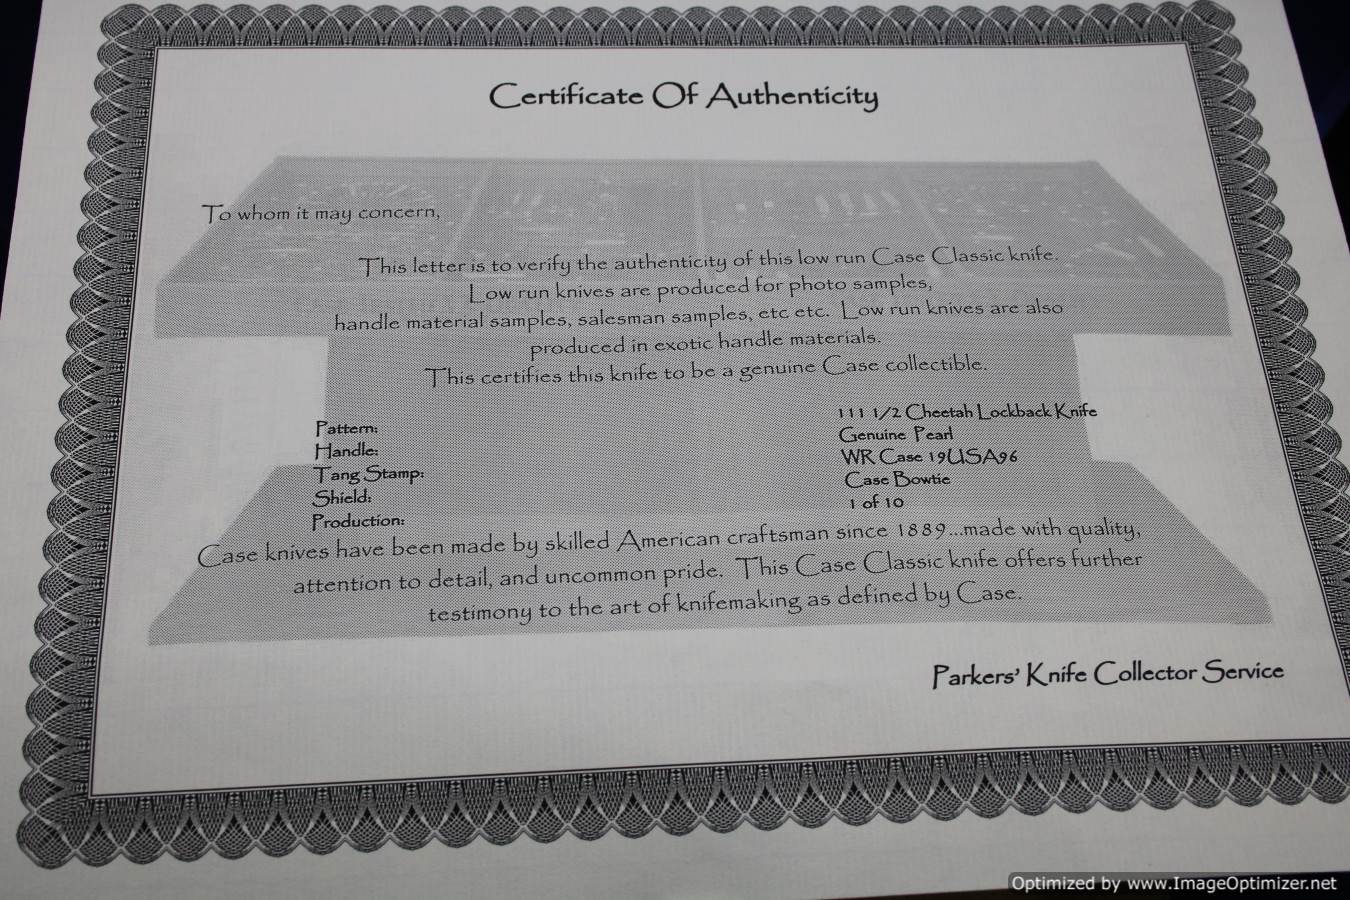 Certificate Of Authenticity
To whom it may concern,
This letter is to verify the authenticity of this low run Case Classic knife.
Low run knives are produced for photo samples,
handle material samples, salesman samples, etc etc. Low run knives are also
produced in exotic handle materials.
This certifies this knife to be a genuine Case collectible.
Pattern: 111 1/2 Cheetah Lockback Knife
Handle: Genuine Pearl
Tang Stamp: WR Case 19USA96
Shield: Case Bowtie
Production: 1 of 10
Case knives have been made by skilled American craftsman since 1889...made with quality,
attention to detail, and uncommon pride. This Case Classic knife offers further
testimony to the art of knifemaking as defined by Case.
Parkers' Knife Collector Service
Optimized by www.ImageOptimizer.net